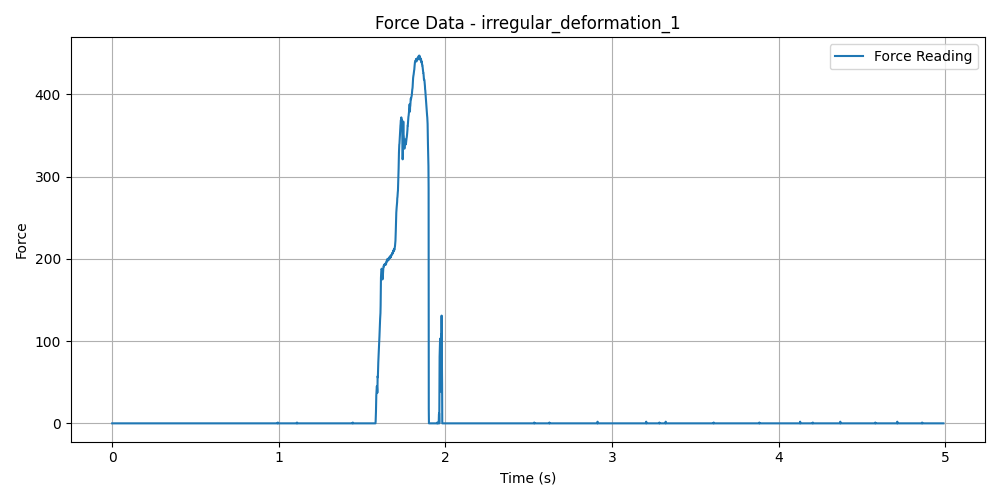 Force Data - irregular_deformation_1
Force Reading
400
300
200
100
0
Force
0 1 2 3 4 5
Time (s)